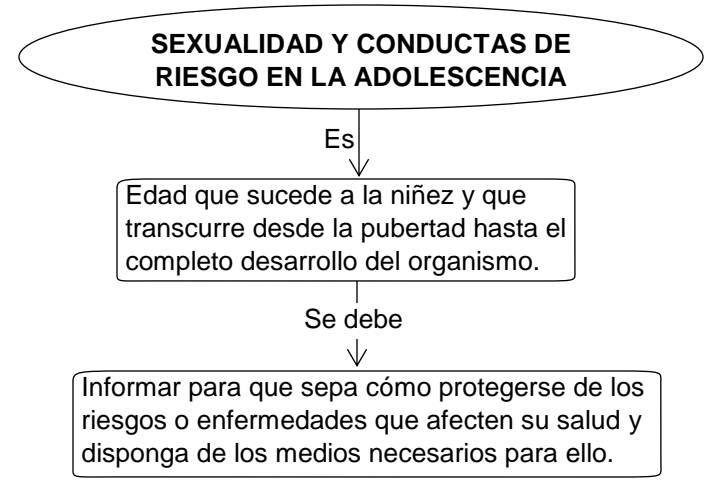 SEXUALIDAD Y CONDUCTAS DE
RIESGO EN LA ADOLESCENCIA
Es
Edad que sucede a la niñez y que
transcurre desde la pubertad hasta el
completo desarrollo del organismo.
Se debe
Informar para que sepa cómo protegerse de los
riesgos o enfermedades que afecten su salud y
disponga de los medios necesarios para ello.